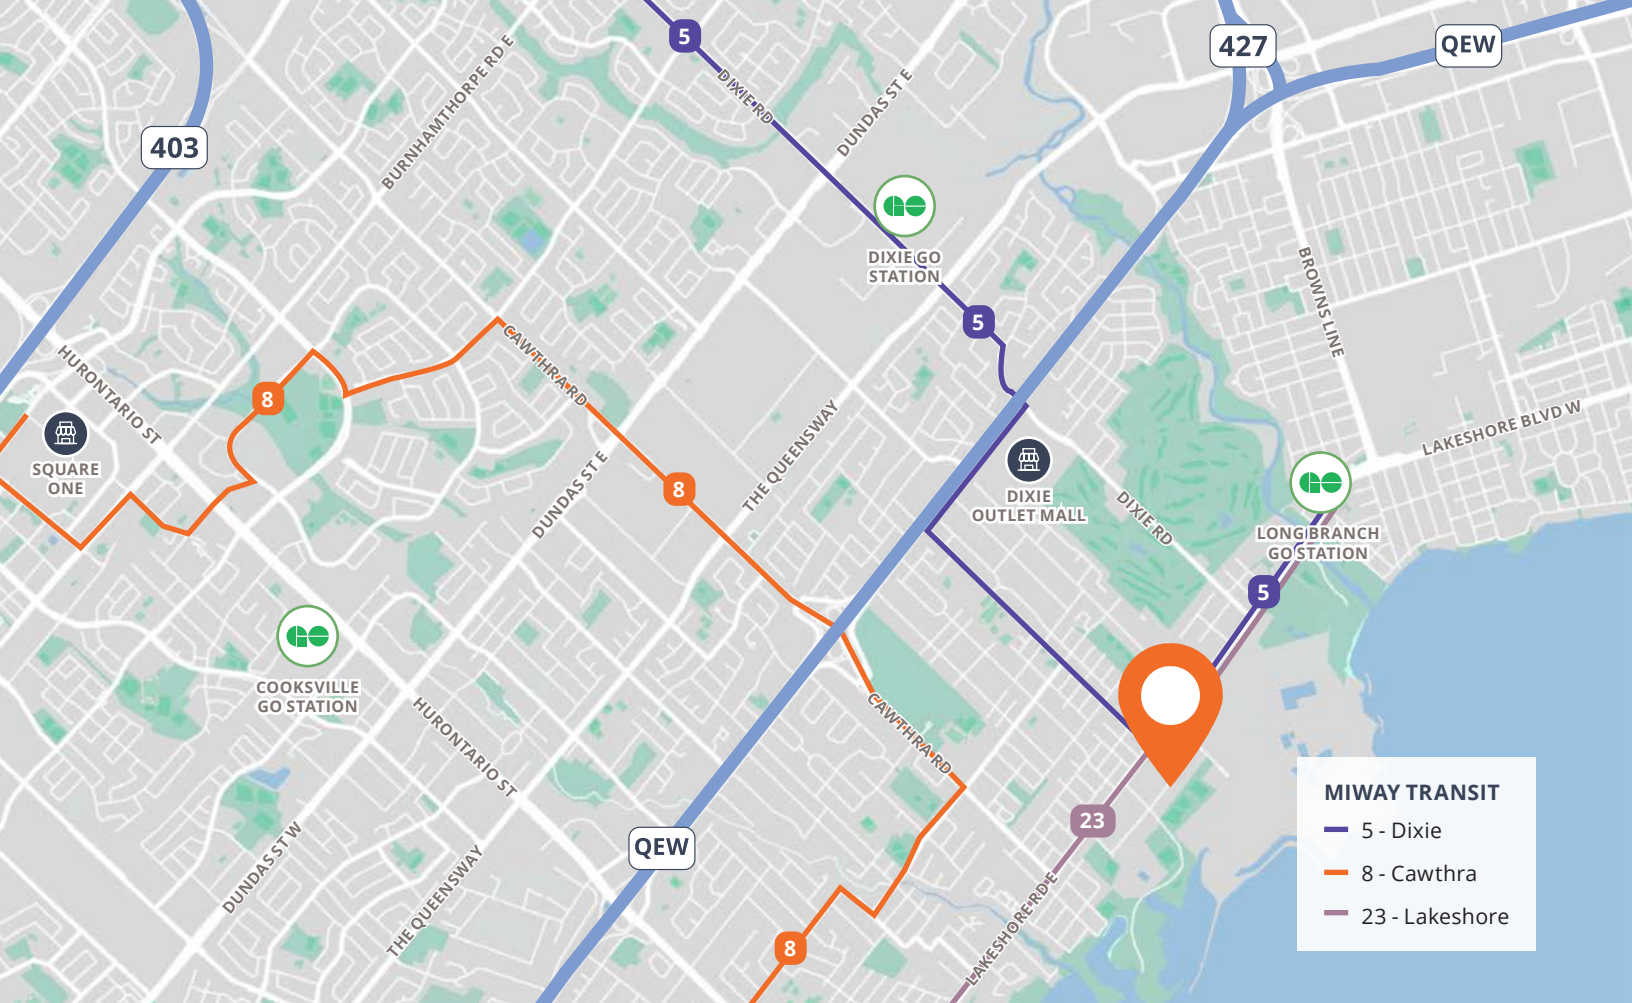 5
427
QEW
BURNHAMTHORPE RD E
DIXIE RD
DUNDAS ST E
403
DIXIE GO
STATION
BROWNS LINE
5
HURONTARIO ST
CAWTHRA RD
8
THE QUEENSWAY
LAKESHORE BLVD W
SQUARE
ONE
DUNDAS ST E
8
DIXIE
OUTLET MALL
DIXIE RD
LONG BRANCH
GO STATION
5
COOKSVILLE
GO STATION
HURONTARIO ST
CAWTHRA RD
23
QEW
DUNDAS ST W
THE QUEENSWAY
8
LAKESHORE RD E
MIWAY TRANSIT
5 - Dixie
8 - Cawthra
23 - Lakeshore